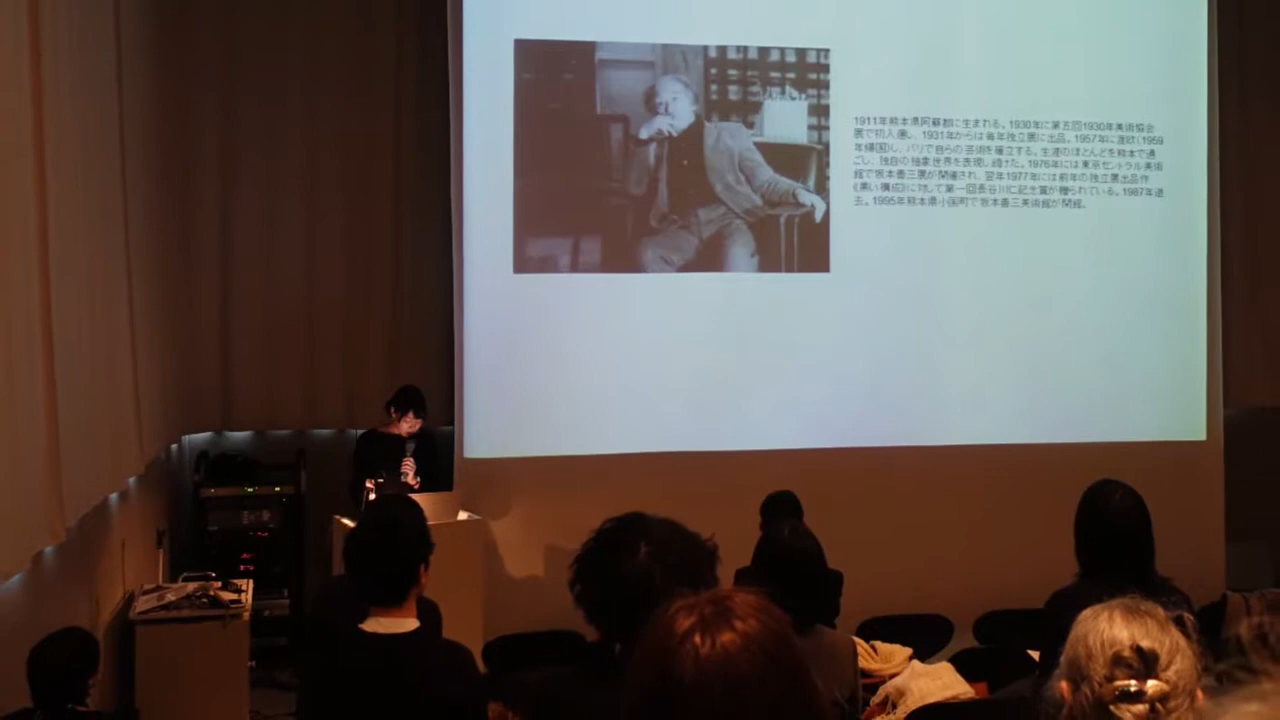 1911年熊本県阿蘇郡に生まれる。1930年に第五回1930年美術協会
展で初入選し、1931年からは毎年独立展に出品。1957年に渡欧(1959
年帰国)し、パリで自らの芸術を確立する。生涯のほとんどを熊本で過
ごし、独自の抽象世界を表現し続けた。1976年には東京セントラル美術
館で坂本善三展が開催され、翌年1977年には前年の独立展出品作
《黒い構成》に対して第一回長谷川仁記念賞が贈られている。1987年逝
去。1995年熊本県小国町で坂本善三美術館が開館。